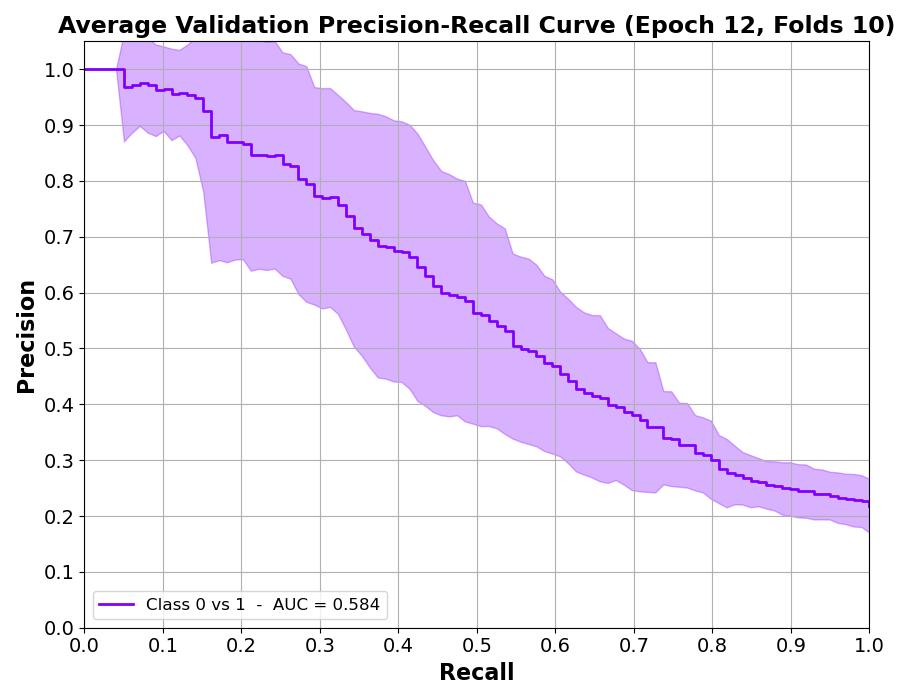 Average Validation Precision-Recall Curve (Epoch 12, Folds 10)
1.0
0.9
0.8
0.7
0.6
0.5
0.4
0.3
0.2
0.1
0.0
Precision
Class 0 vs 1 - AUC = 0.584
0.0 0.1 0.2 0.3 0.4 0.5 0.6 0.7 0.8 0.9 1.0
Recall